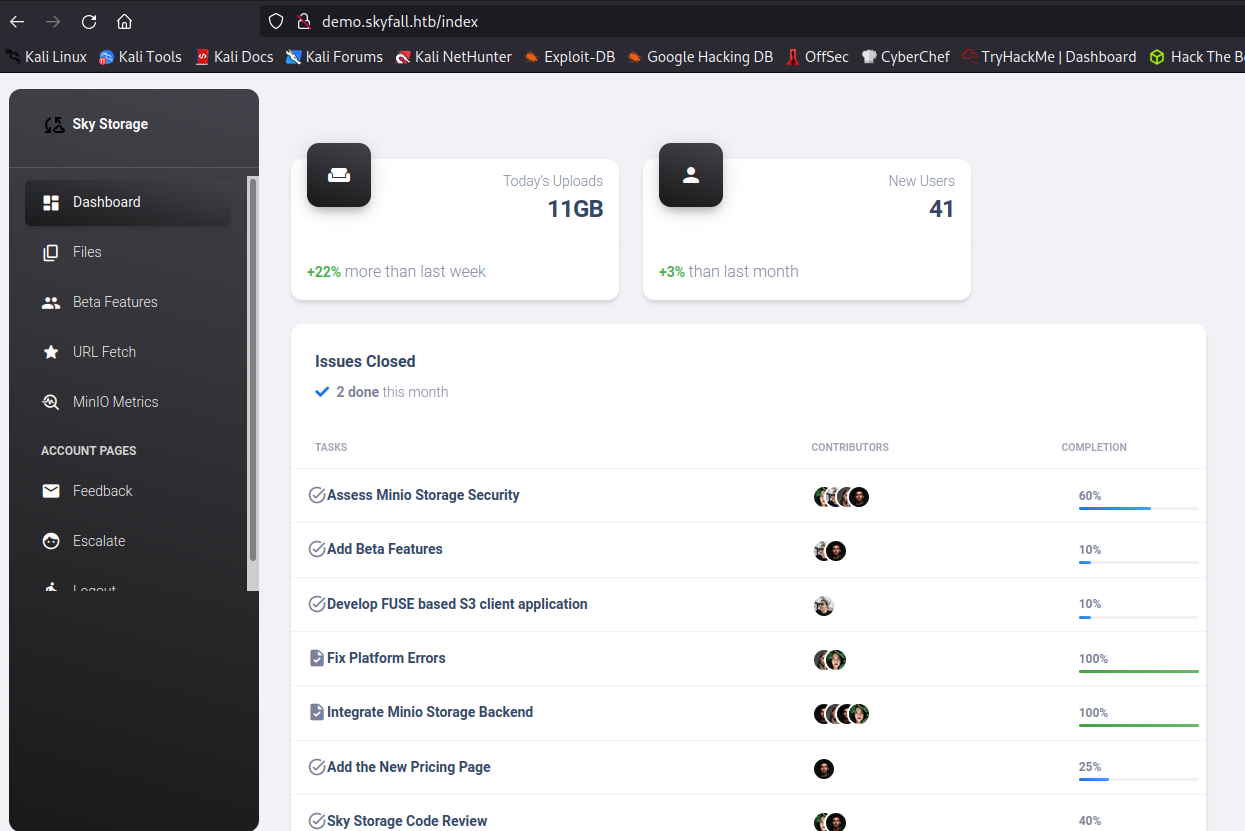 demo.skyfall.htb/index
Kali Linux Kali Tools Kali Docs Kali Forums Kali NetHunter Exploit-DB Google Hacking DB OffSec CyberChef TryHackMe | Dashboard Hack The B
Sky Storage
Dashboard
Files
Beta Features
URL Fetch
MinIO Metrics
ACCOUNT PAGES
Feedback
Escalate
Logout
Today's Uploads
11GB
+22% more than last week
New Users
41
+3% than last month
Issues Closed
2 done this month
TASKS CONTRIBUTORS COMPLETION
Assess Minio Storage Security 60%
Add Beta Features 10%
Develop FUSE based S3 client application 10%
Fix Platform Errors 100%
Integrate Minio Storage Backend 100%
Add the New Pricing Page 25%
Sky Storage Code Review 40%